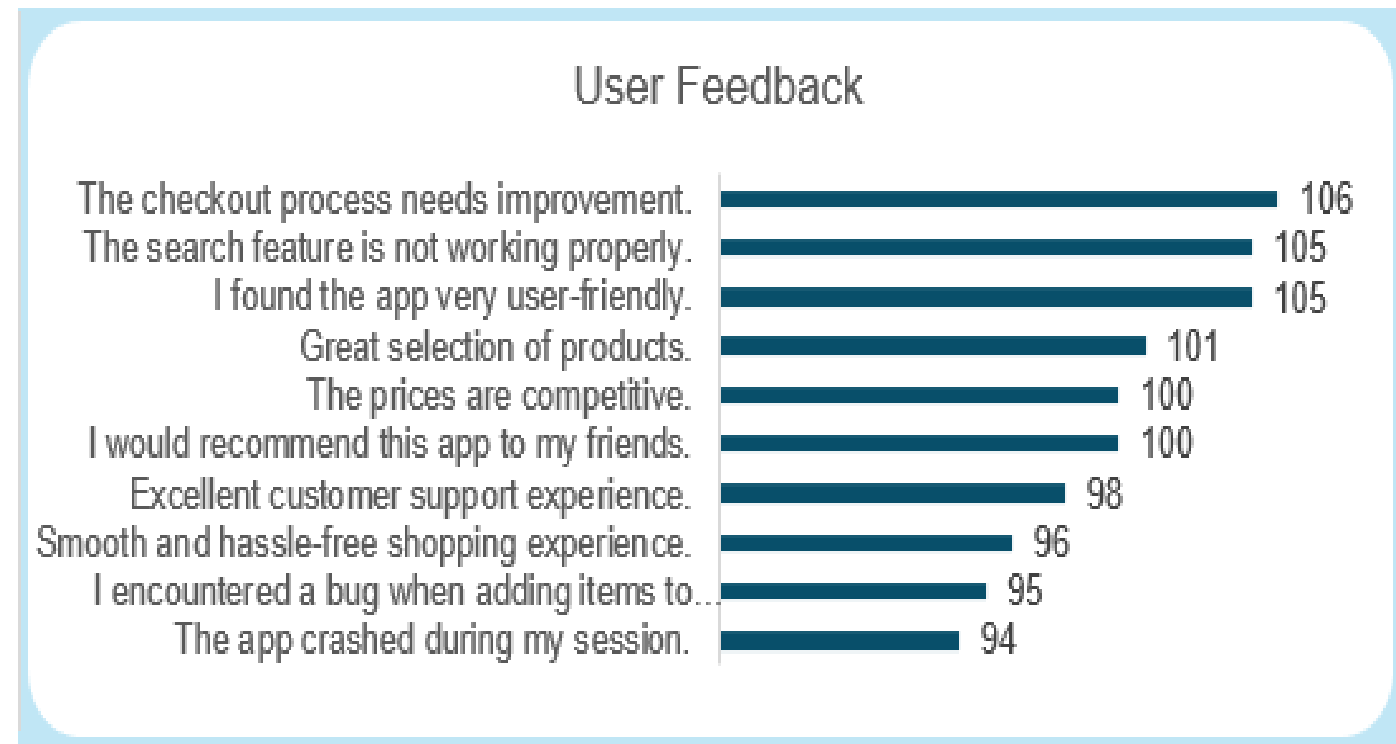 User Feedback
The checkout process needs improvement. 106
The search feature is not working properly. 105
I found the app very user-friendly. 105
Great selection of products. 101
The prices are competitive. 100
I would recommend this app to my friends. 100
Excellent customer support experience. 98
Smooth and hassle-free shopping experience. 96
I encountered a bug when adding items to... 95
The app crashed during my session. 94